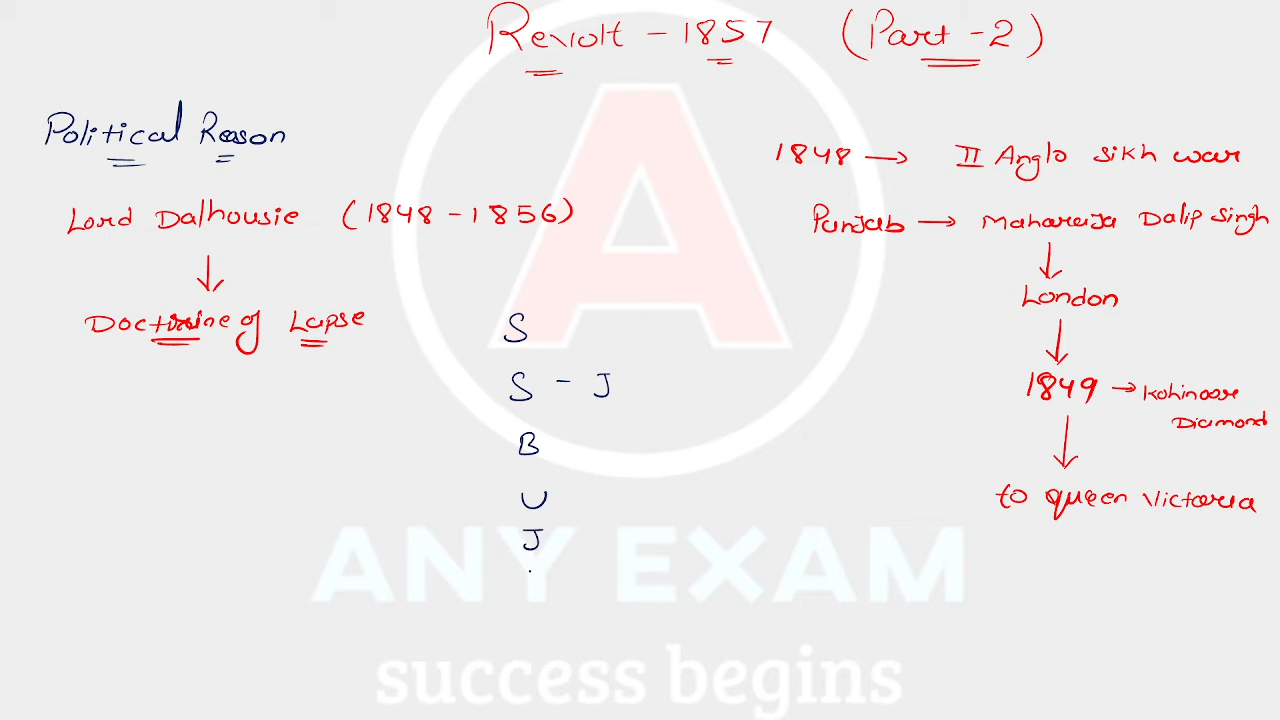 Revolt - 1857 (Part - 2)
Political Reason
Lord Dalhousie (1848 - 1856)
Doctrine of Lapse
S
S - J
B
U
J
1848 → II Anglo Sikh war
Punjab → Maharaja Dalip Singh
London
1849 → Kohinoor
Diamond
to queen Victoria
A
ANY EXAM
success begins